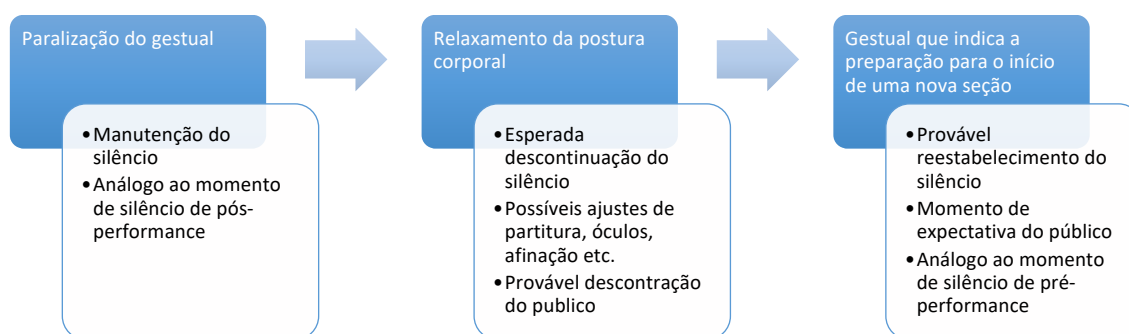 Paralização do gestual
•Manutenção do
silêncio
•Análogo ao momento
de silêncio de pós-
performance
Relaxamento da postura
corporal
•Esperada
descontinuação do
silêncio
•Possíveis ajustes de
partitura, óculos,
afinação etc.
•Provável descontração
do publico
Gestual que indica a
preparação para o início
de uma nova seção
•Provável
reestabelecimento do
silêncio
•Momento de
expectativa do público
•Análogo ao momento
de silêncio de pré-
performance